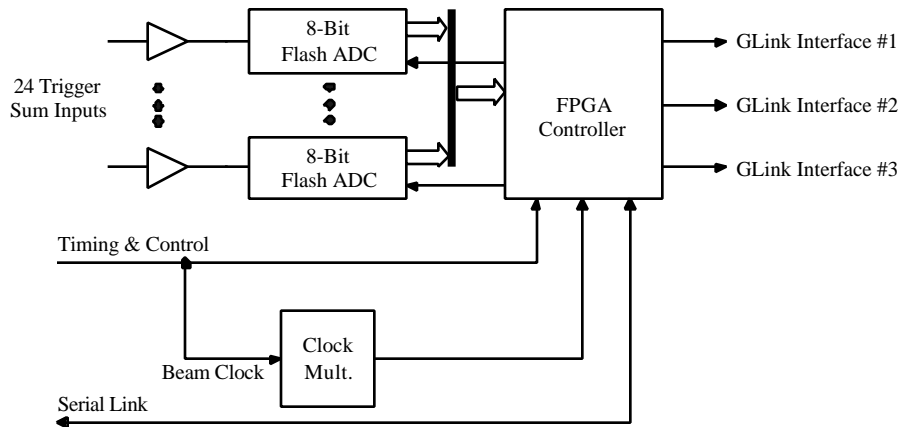 24 Trigger
Sum Inputs
8-Bit
Flash ADC
8-Bit
Flash ADC
FPGA
Controller
GLink Interface #1
GLink Interface #2
GLink Interface #3
Timing & Control
Beam Clock
Clock
Mult.
Serial Link